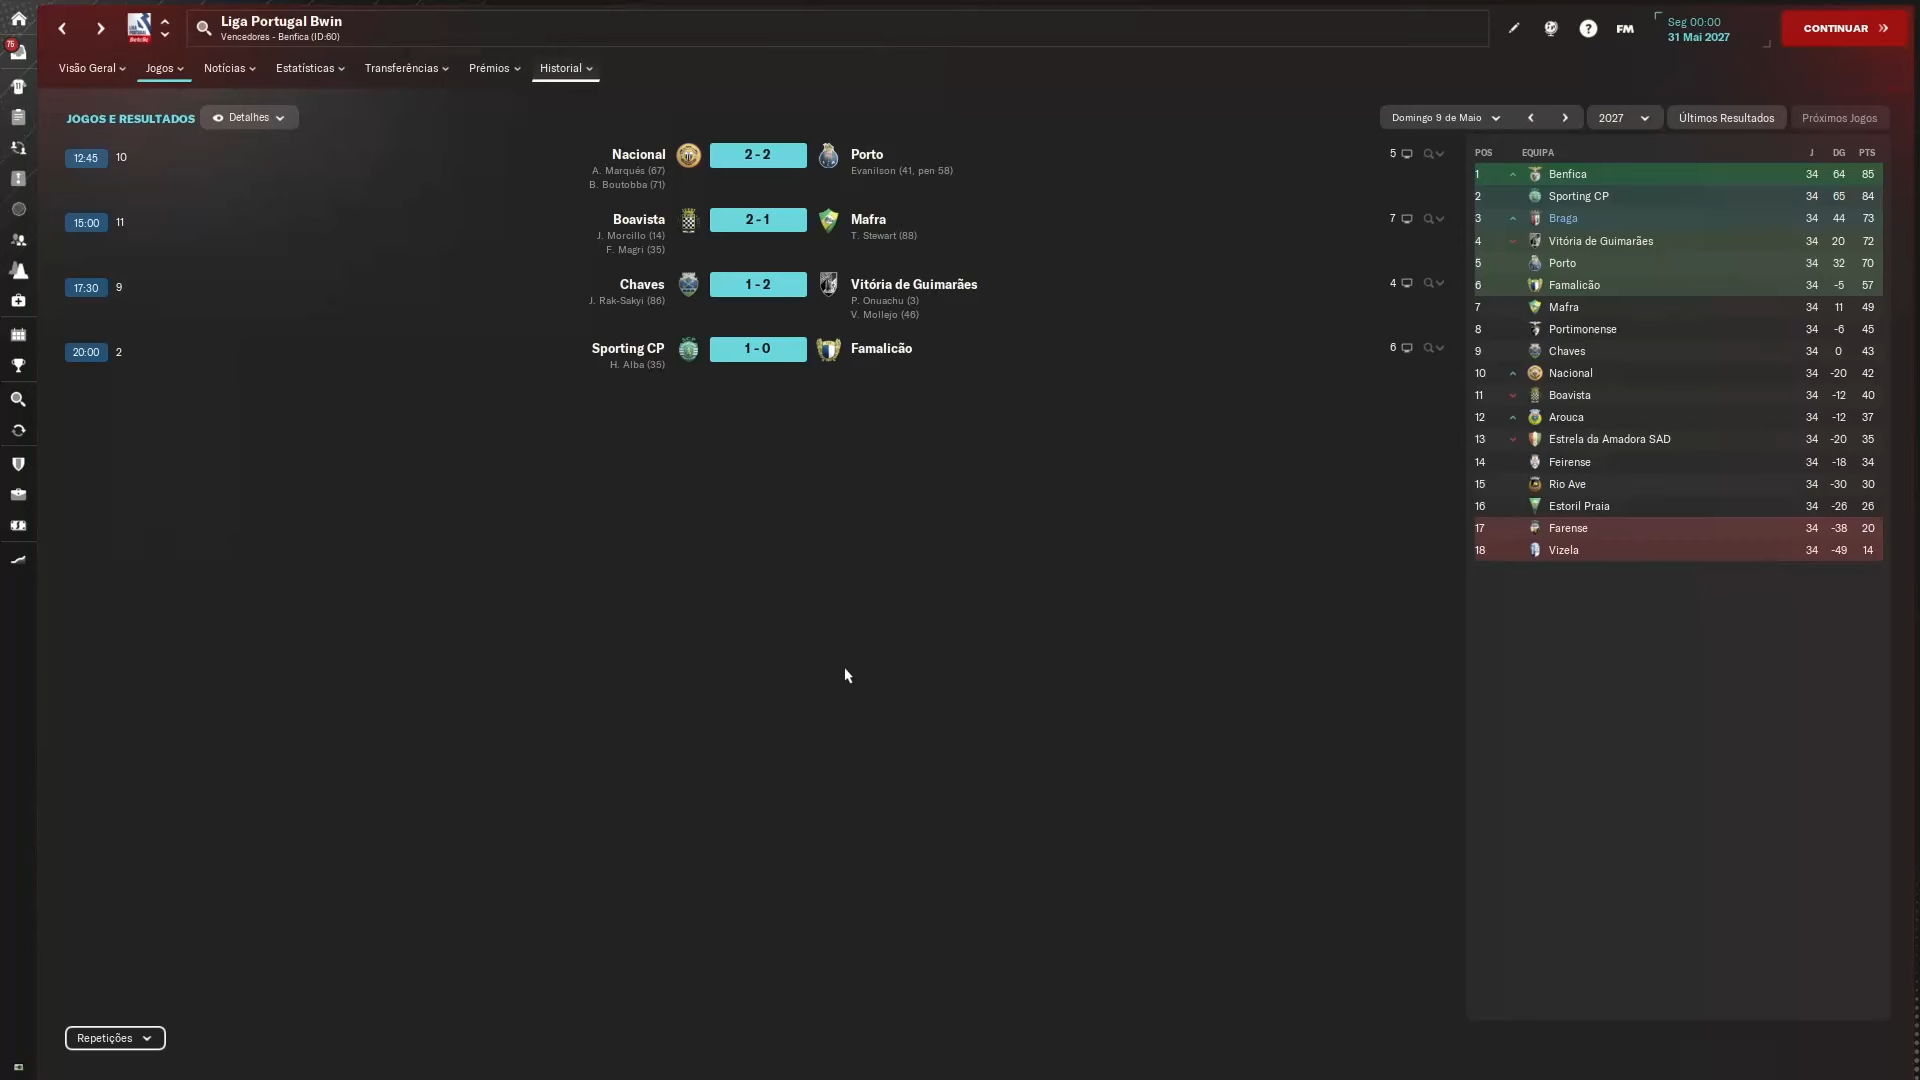 Liga Portugal Bwin
Vencedores - Benfica (ID:60)
FM
Seg 00:00
31 Mai 2027
CONTINUAR
75
Visão Geral
Jogos
Notícias
Estatísticas
Transferências
Prémios
Historial
JOGOS E RESULTADOS
Detalhes
Domingo 9 de Maio
2027
Últimos Resultados
Próximos Jogos
12:45 10 Nacional 2 - 2 Porto 5
A. Marqués (67) Evanilson (41, pen 58)
B. Boutobba (71)
15:00 11 Boavista 2 - 1 Mafra 7
J. Morcillo (14) T. Stewart (88)
F. Magri (35)
17:30 9 Chaves 1 - 2 Vitória de Guimarães 4
J. Rak-Sakyi (86) P. Onuachu (3)
V. Mollejo (46)
20:00 2 Sporting CP 1 - 0 Famalicão 6
H. Alba (35)
POS EQUIPA J DG PTS
1 Benfica 34 64 85
2 Sporting CP 34 65 84
3 Braga 34 44 73
4 Vitória de Guimarães 34 20 72
5 Porto 34 32 70
6 Famalicão 34 -5 57
7 Mafra 34 11 49
8 Portimonense 34 -6 45
9 Chaves 34 0 43
10 Nacional 34 -20 42
11 Boavista 34 -12 40
12 Arouca 34 -12 37
13 Estrela da Amadora SAD 34 -20 35
14 Feirense 34 -18 34
15 Rio Ave 34 -30 30
16 Estoril Praia 34 -26 26
17 Farense 34 -38 20
18 Vizela 34 -49 14
Repetições